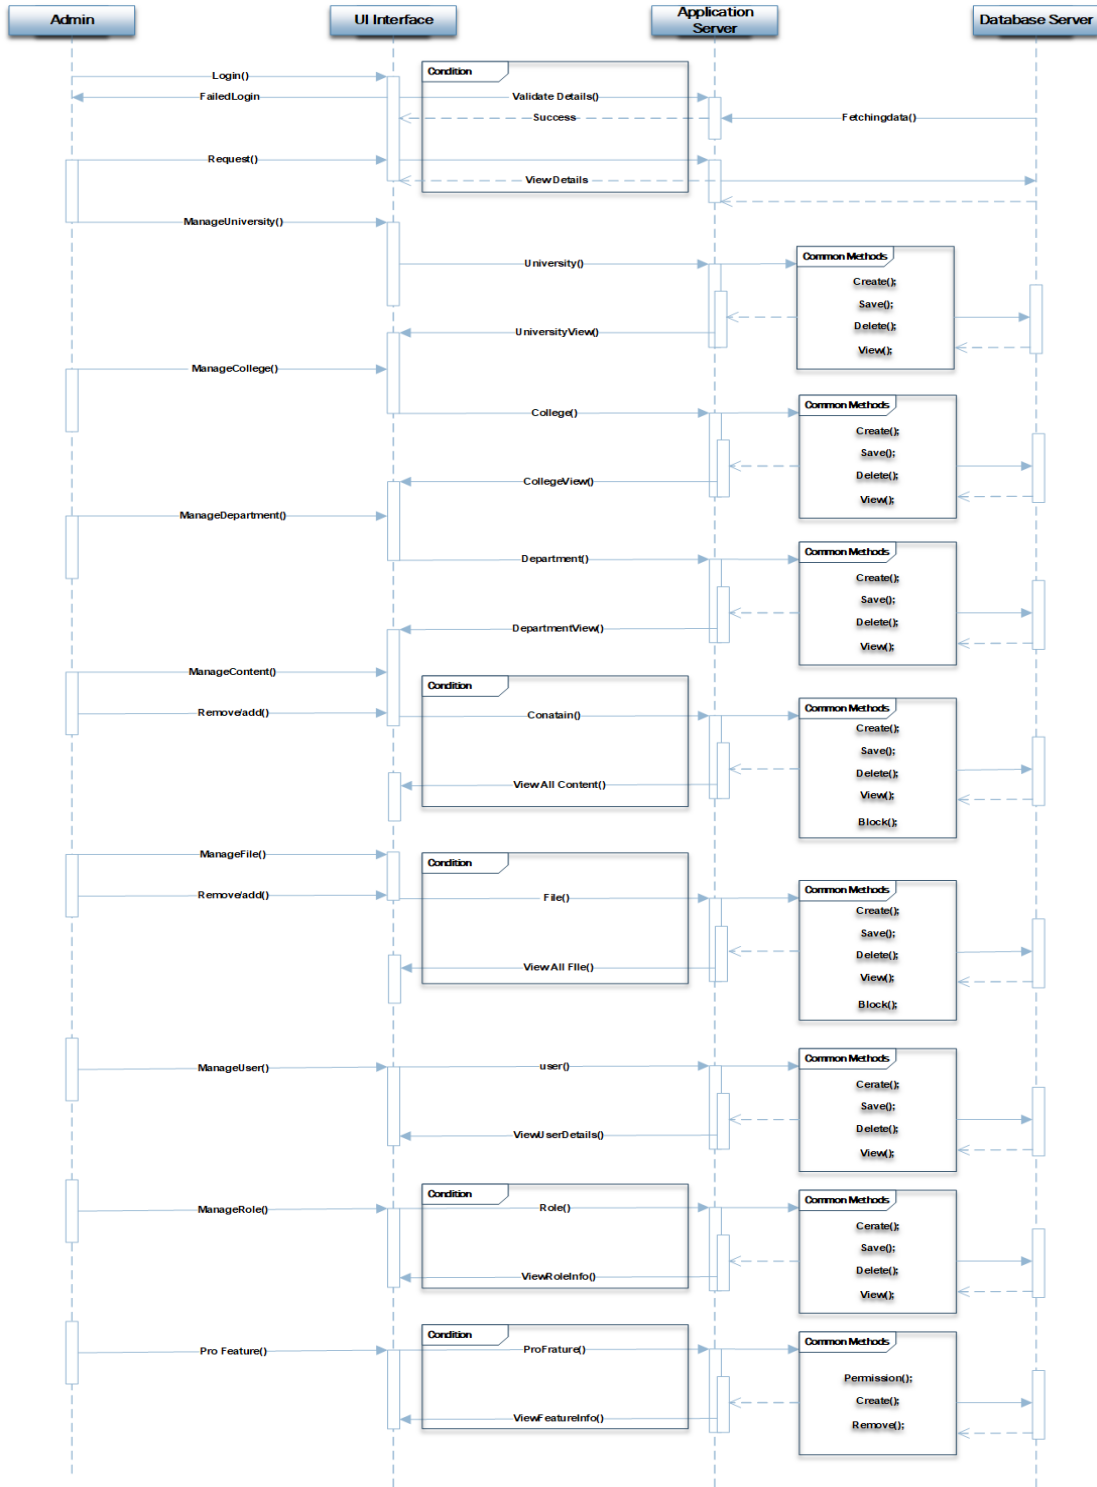 Admin
UI Interface
Application
Server
Database Server
Login()
Condition
FailedLogin
Validate Details()
Success
Fetchingdata()
Request()
View Details
ManageUniversity()
University()
Common Methods
Create();
Save();
Delete();
View();
UniversityView()
ManageCollege()
College()
Common Methods
Create();
Save();
Delete();
View();
CollegeView()
ManageDepartment()
Department()
Common Methods
Create();
Save();
Delete();
View();
DepartmentView()
ManageContent()
Condition
Remove/add()
Conatain()
Common Methods
Create();
Save();
Delete();
View();
Block();
View All Content()
ManageFile()
Condition
Remove/add()
File()
Common Methods
Create();
Save();
Delete();
View();
Block();
View All FIle()
ManageUser()
user()
Common Methods
Cerate();
Save();
Delete();
View();
ViewUserDetails()
ManageRole()
Condition
Role()
Common Methods
Cerate();
Save();
Delete();
View();
ViewRoleInfo()
Pro Feature()
Condition
ProFrature()
Common Methods
Permission();
Create();
Remove();
ViewFeatureInfo()